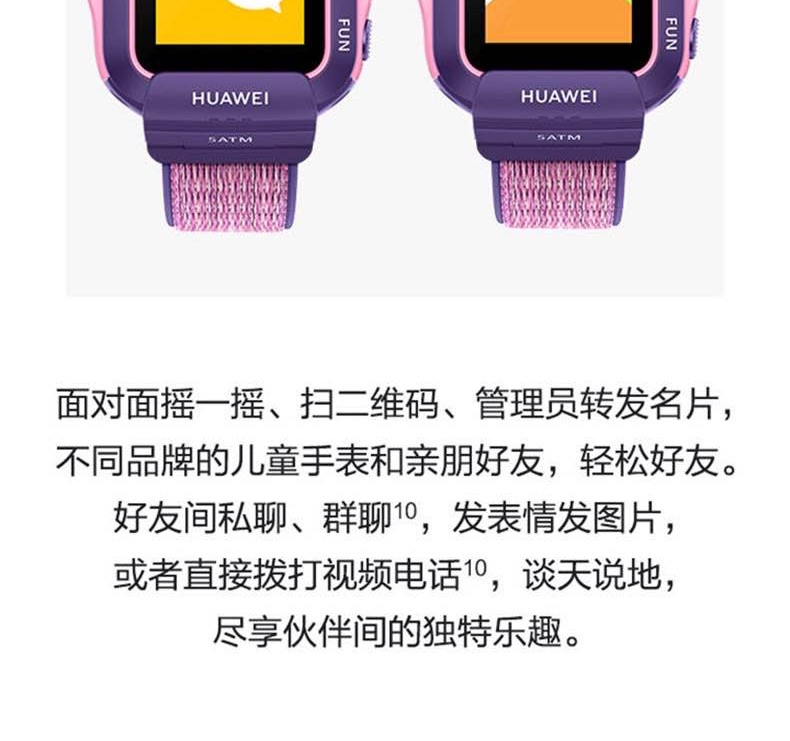 FUN
FUN
HUAWEI
HUAWEI
5ATM
5ATM
面对面摇一摇、扫二维码、管理员转发名片，
不同品牌的儿童手表和亲朋好友，轻松好友。
好友间私聊、群聊10，发表情发图片，
或者直接拨打视频电话10，谈天说地，
尽享伙伴间的独特乐趣。